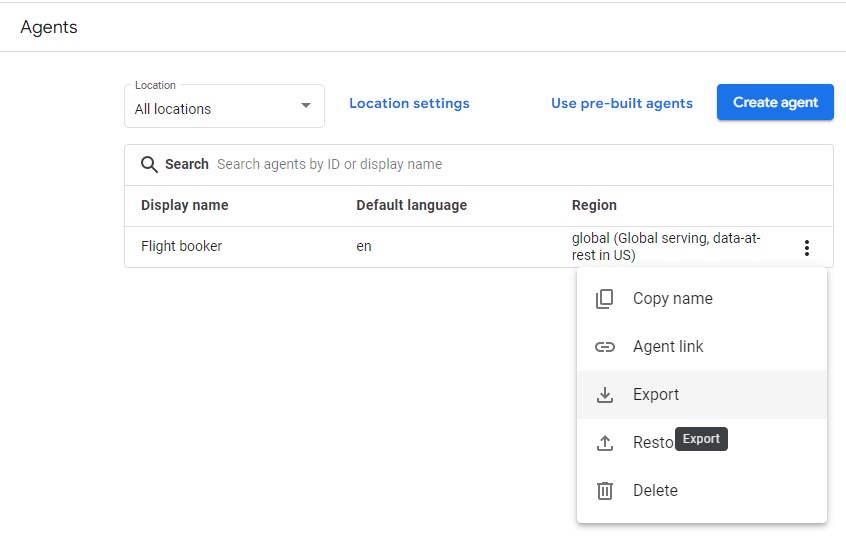 Agents
Location
All locations
Location settings
Use pre-built agents
Create agent
Search Search agents by ID or display name
Display name Default language Region
Flight booker en global (Global serving, data-at-
rest in US)
Copy name
Agent link
Export
Resto
Export
Delete